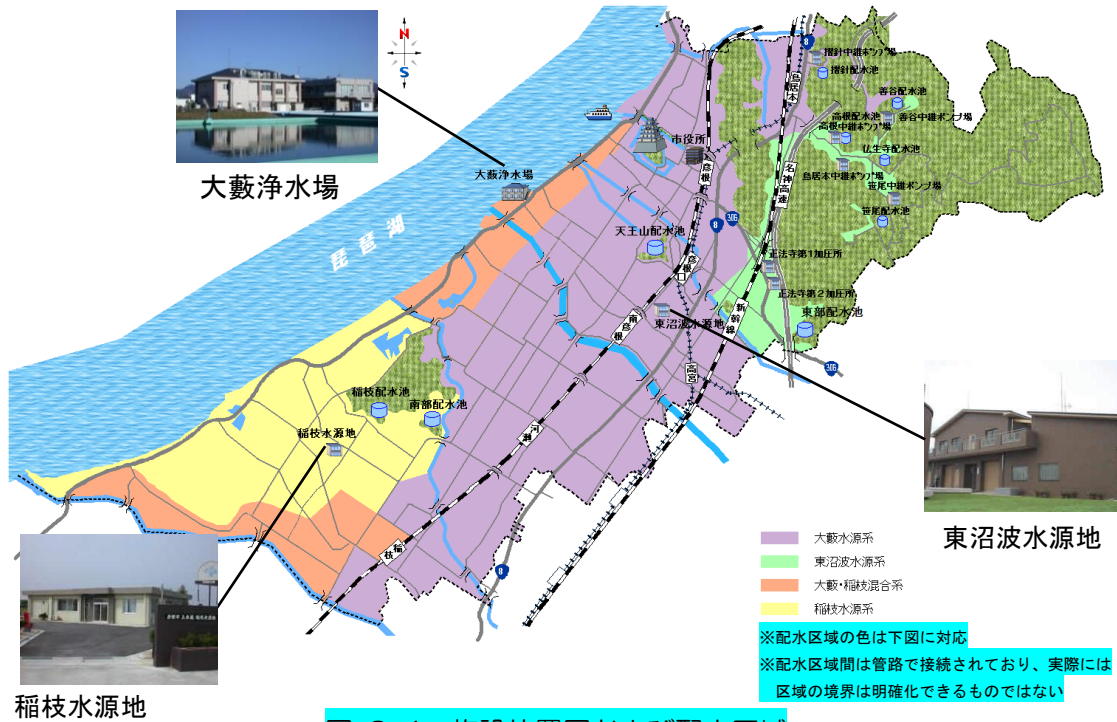 N
S
大藪浄水場
8
摺針中継ポンプ場
鳥居本
摺針配水池
善谷配水池
善谷中継ポンプ場
高根配水池
高根中継ポンプ場
仏生寺配水池
鳥居本中継ポンプ場
笹尾中継ポンプ場
笹尾配水池
市役所
彦根
名神高速
大藪浄水場
琵琶湖
天王山配水池
8
306
彦根口
正法寺第1加圧所
正法寺第2加圧所
新幹線
東沼波水源地
東部配水池
南彦根
高宮
306
稲枝配水池
南部配水池
稲枝水源地
河瀬
稲枝
8
東沼波水源地
稲枝水源地
大藪水源系
東沼波水源系
大藪・稲枝混合系
稲枝水源系
※配水区域の色は下図に対応
※配水区域間は管路で接続されており、実際には
区域の境界は明確化できるものではない